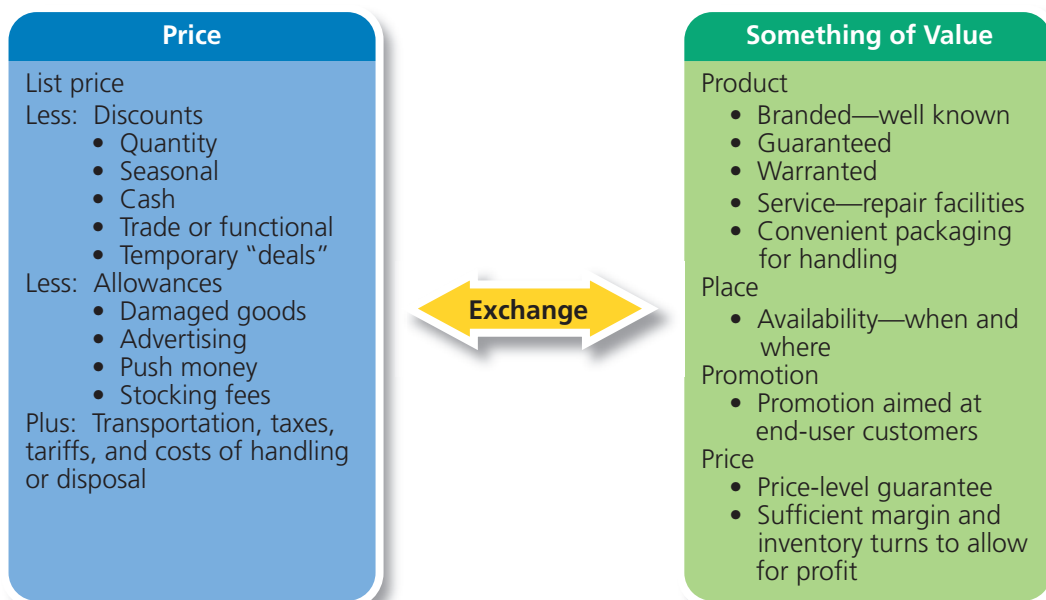 Price
List price
Less: Discounts
• Quantity
• Seasonal
• Cash
• Trade or functional
• Temporary “deals”
Less: Allowances
• Damaged goods
• Advertising
• Push money
• Stocking fees
Plus: Transportation, taxes,
tariffs, and costs of handling
or disposal
Exchange
Something of Value
Product
• Branded—well known
• Guaranteed
• Warranted
• Service—repair facilities
• Convenient packaging
for handling
Place
• Availability—when and
where
Promotion
• Promotion aimed at
end-user customers
Price
• Price-level guarantee
• Sufficient margin and
inventory turns to allow
for profit